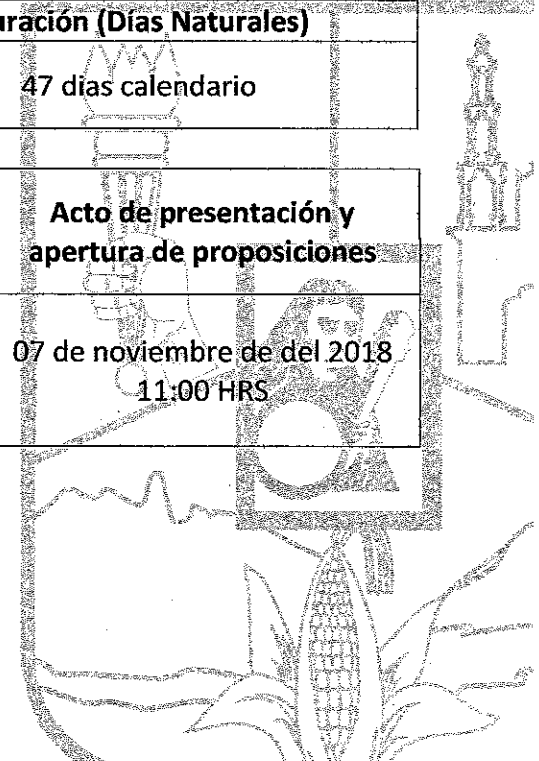 uración (Días Naturales)
47 días calendario
Acto de presentación y
apertura de proposiciones
07 de noviembre de del 2018
11:00 HRS